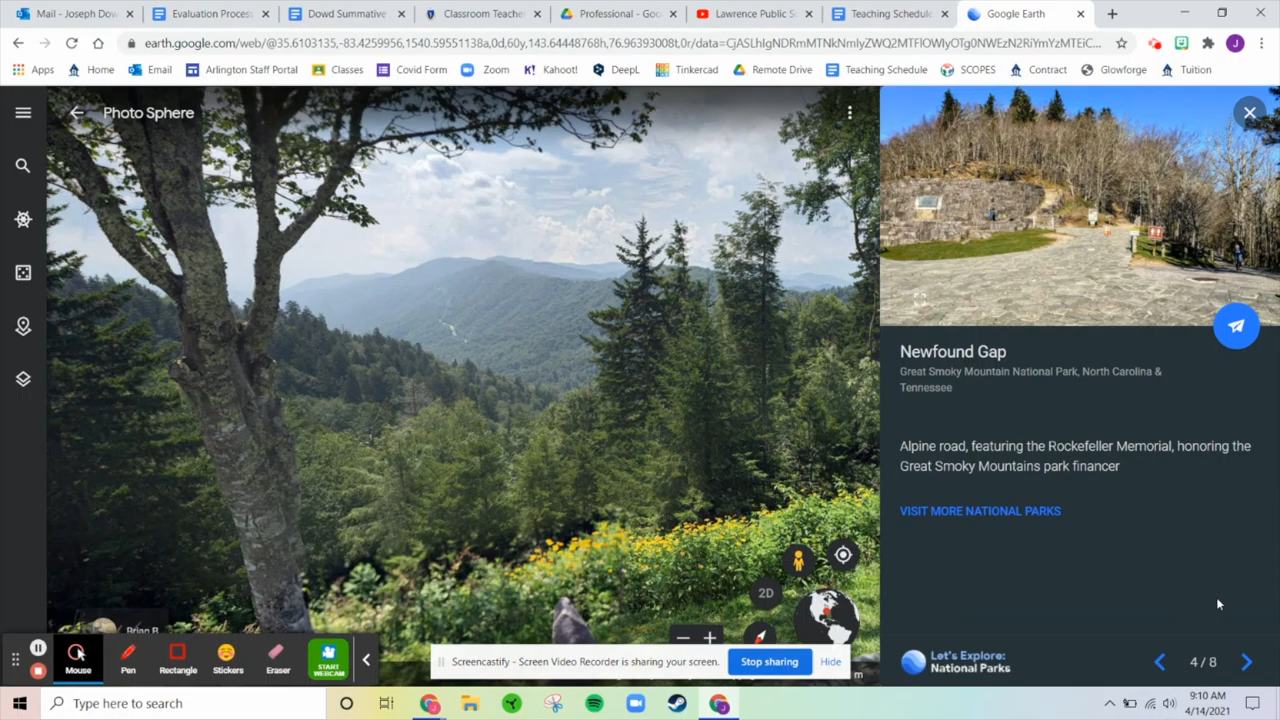 Mail - Joseph Dow
Evaluation Process
Dowd Summative
Classroom Teache
Professional - Goo
Lawrence Public S
Teaching Schedule
Google Earth
earth.google.com/web/@35.6103135,-83.4259956,1540.59551138a,0d,60y,143.64448768h,76.96393008t,0r/data=
Apps
Home
Email
Arlington Staff Portal
Classes
Covid Form
Zoom
Kahoot!
DeepL
Tinkercad
Remote Drive
Teaching Schedule
SCOPES
Contract
Glowforge
Tuition
Photo Sphere
Newfound Gap
Great Smoky Mountain National Park, North Carolina &
Tennessee
Alpine road, featuring the Rockefeller Memorial, honoring the
Great Smoky Mountains park financer
VISIT MORE NATIONAL PARKS
2D
Brian B
Mouse
Pen
Rectangle
Stickers
Eraser
START
WEBCAM
Screencastify - Screen Video Recorder is sharing your screen.
Stop sharing
Hide
m
Let's Explore:
National Parks
4/8
Type here to search
9:10 AM
4/14/2021